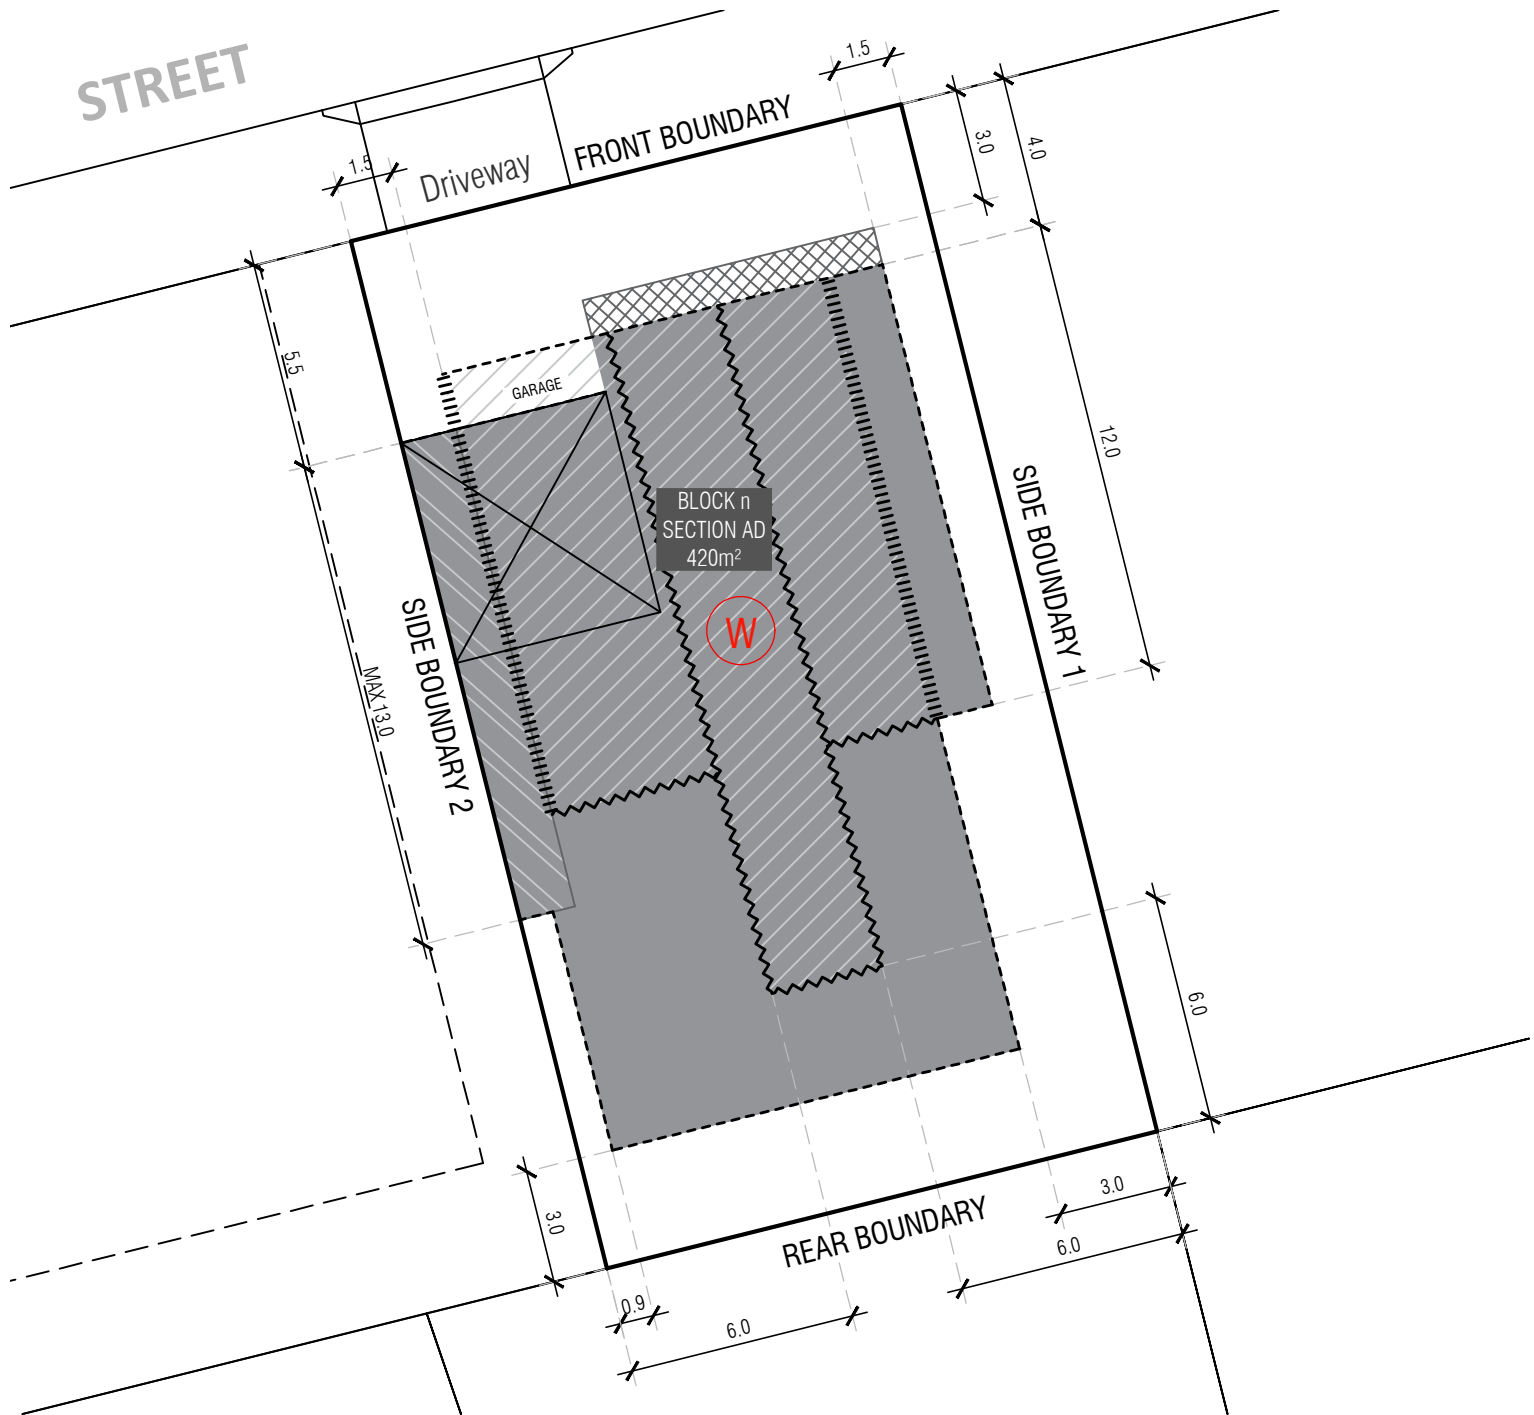 STREET
1.5
FRONT BOUNDARY
3.0
4.0
1.5
Driveway
5.5
GARAGE
12.0
BLOCK n
SECTION AD
420m²
SIDE BOUNDARY 1
W
SIDE BOUNDARY 2
MAX 13.0
6.0
3.0
REAR BOUNDARY
3.0
6.0
0.9
6.0